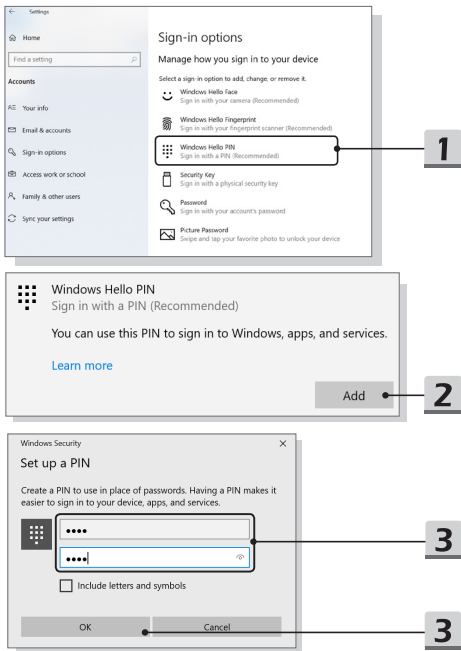 Settings
Home
Find a setting
Accounts
Your info
Email & accounts
Sign-in options
Access work or school
Family & other users
Sync your settings
Sign-in options
Manage how you sign in to your device
Select a sign-in option to add, change, or remove it.
Windows Hello Face
Sign in with your camera (Recommended)
Windows Hello Fingerprint
Sign in with your fingerprint scanner (Recommended)
Windows Hello PIN
Sign in with a PIN (Recommended)
Security Key
Sign in with a physical security key
Password
Sign in with your account's password
Picture Password
Swipe and tap your favorite photo to unlock your device
1
Windows Hello PIN
Sign in with a PIN (Recommended)
You can use this PIN to sign in to Windows, apps, and services.
Learn more
Add
2
Windows Security
Set up a PIN
Create a PIN to use in place of passwords. Having a PIN makes it
easier to sign in to your device, apps, and services.
3
Include letters and symbols
OK
Cancel
3